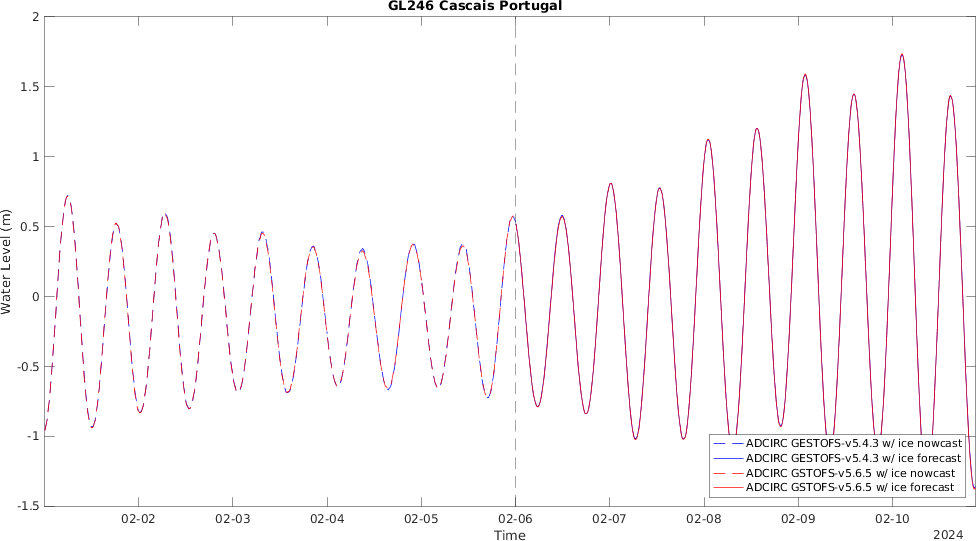 GL246 Cascais Portugal
2
1.5
1
0.5
0
-0.5
-1
-1.5
Water Level (m)
ADCIRC GESTOFS-v5.4.3 w/ ice nowcast
ADCIRC GESTOFS-v5.4.3 w/ ice forecast
ADCIRC GSTOFS-v5.6.5 w/ ice nowcast
ADCIRC GSTOFS-v5.6.5 w/ ice forecast
02-02 02-03 02-04 02-05 02-06 02-07 02-08 02-09 02-10
Time
2024